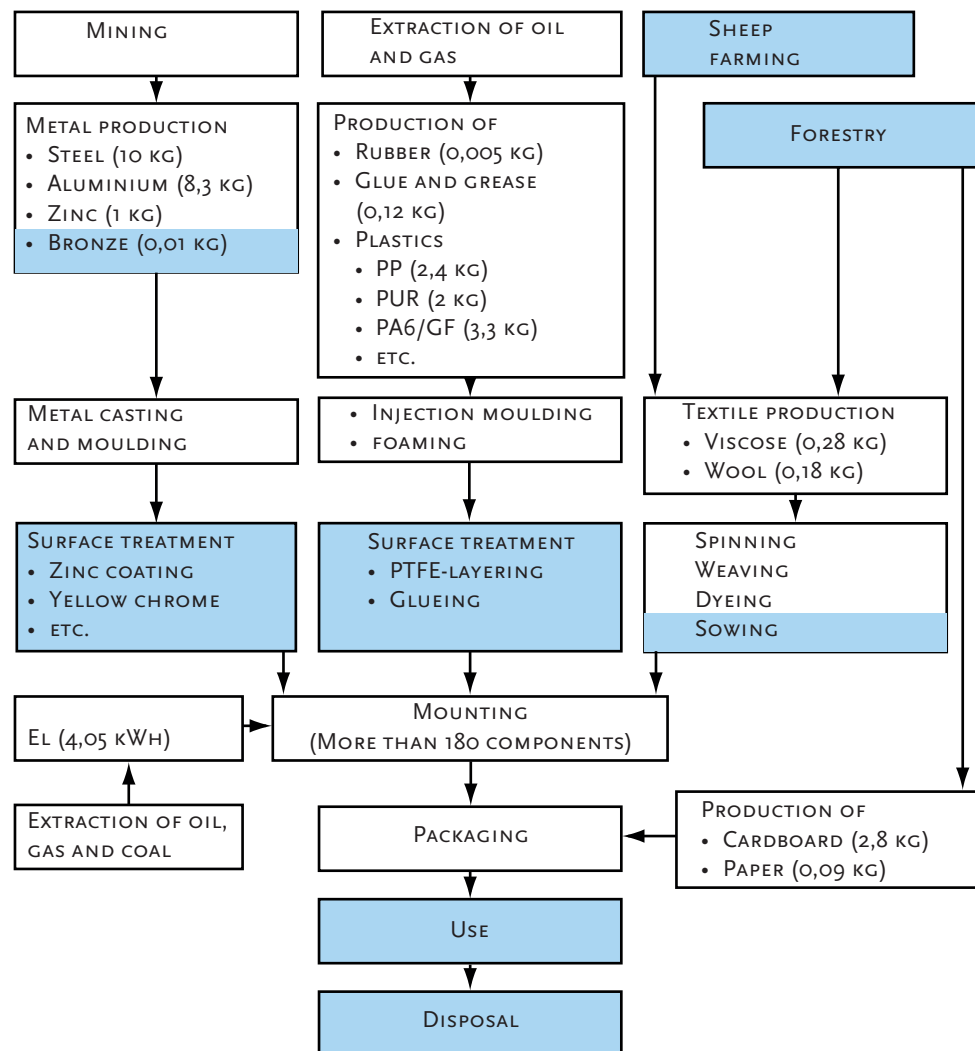 Mining
Extraction of oil
and gas
Sheep
farming
Forestry
Metal production
• Steel (10 kg)
• Aluminium (8,3 kg)
• Zinc (1 kg)
• Bronze (0,01 kg)
Production of
• Rubber (0,005 kg)
• Glue and grease
(0,12 kg)
• Plastics
• PP (2,4 kg)
• PUR (2 kg)
• PA6/GF (3,3 kg)
• etc.
Metal casting
and moulding
• Injection moulding
• foaming
Textile production
• Viscose (0,28 kg)
• Wool (0,18 kg)
Surface treatment
• Zinc coating
• Yellow chrome
• etc.
Surface treatment
• PTFE-layering
• Glueing
Spinning
Weaving
Dyeing
Sowing
El (4,05 kWh)
Mounting
(More than 180 components)
Extraction of oil,
gas and coal
Packaging
Production of
• Cardboard (2,8 kg)
• Paper (0,09 kg)
Use
Disposal